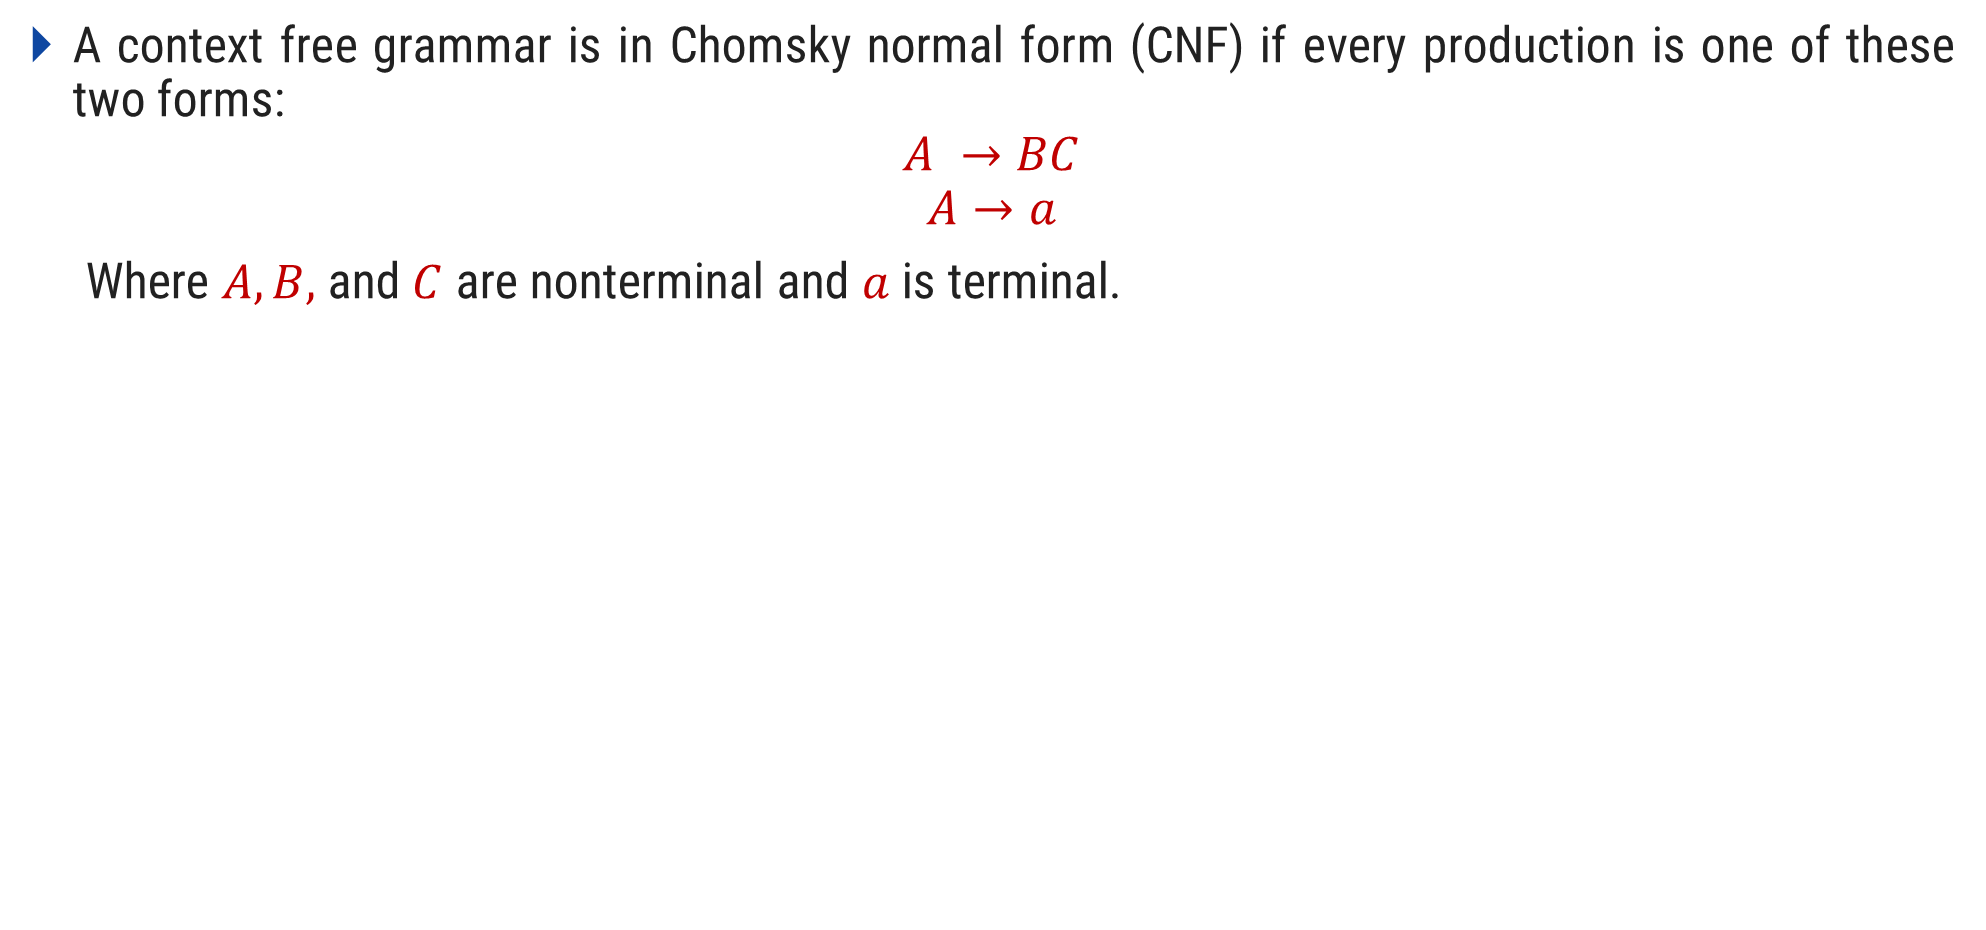 A context free grammar is in Chomsky normal form (CNF) if every production is one of these
two forms:
A → BC
A → a
Where A, B, and C are nonterminal and a is terminal.